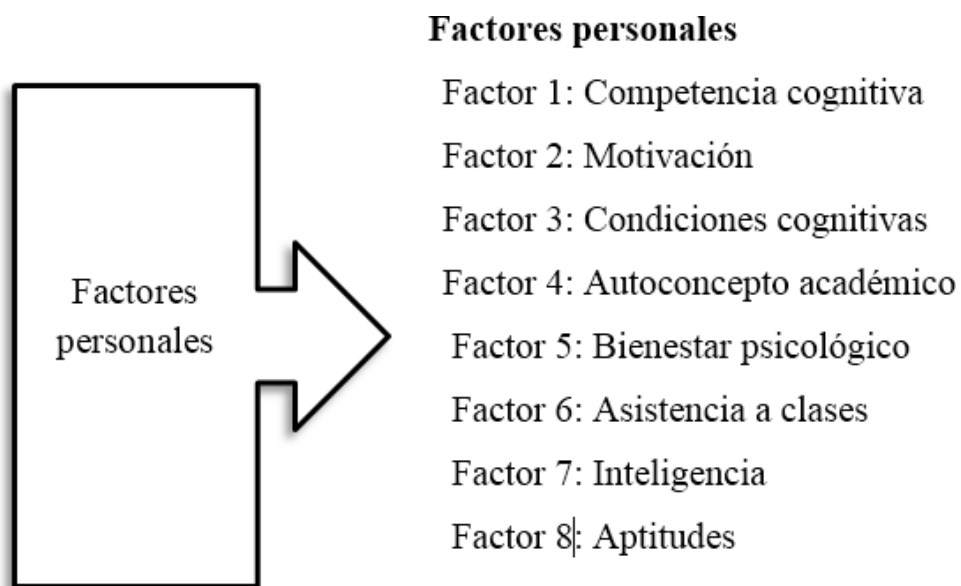 Factores personales
Factor 1: Competencia cognitiva
Factor 2: Motivación
Factor 3: Condiciones cognitivas
Factor 4: Autoconcepto académico
Factor 5: Bienestar psicológico
Factor 6: Asistencia a clases
Factor 7: Inteligencia
Factor 8: Aptitudes
Factores
personales